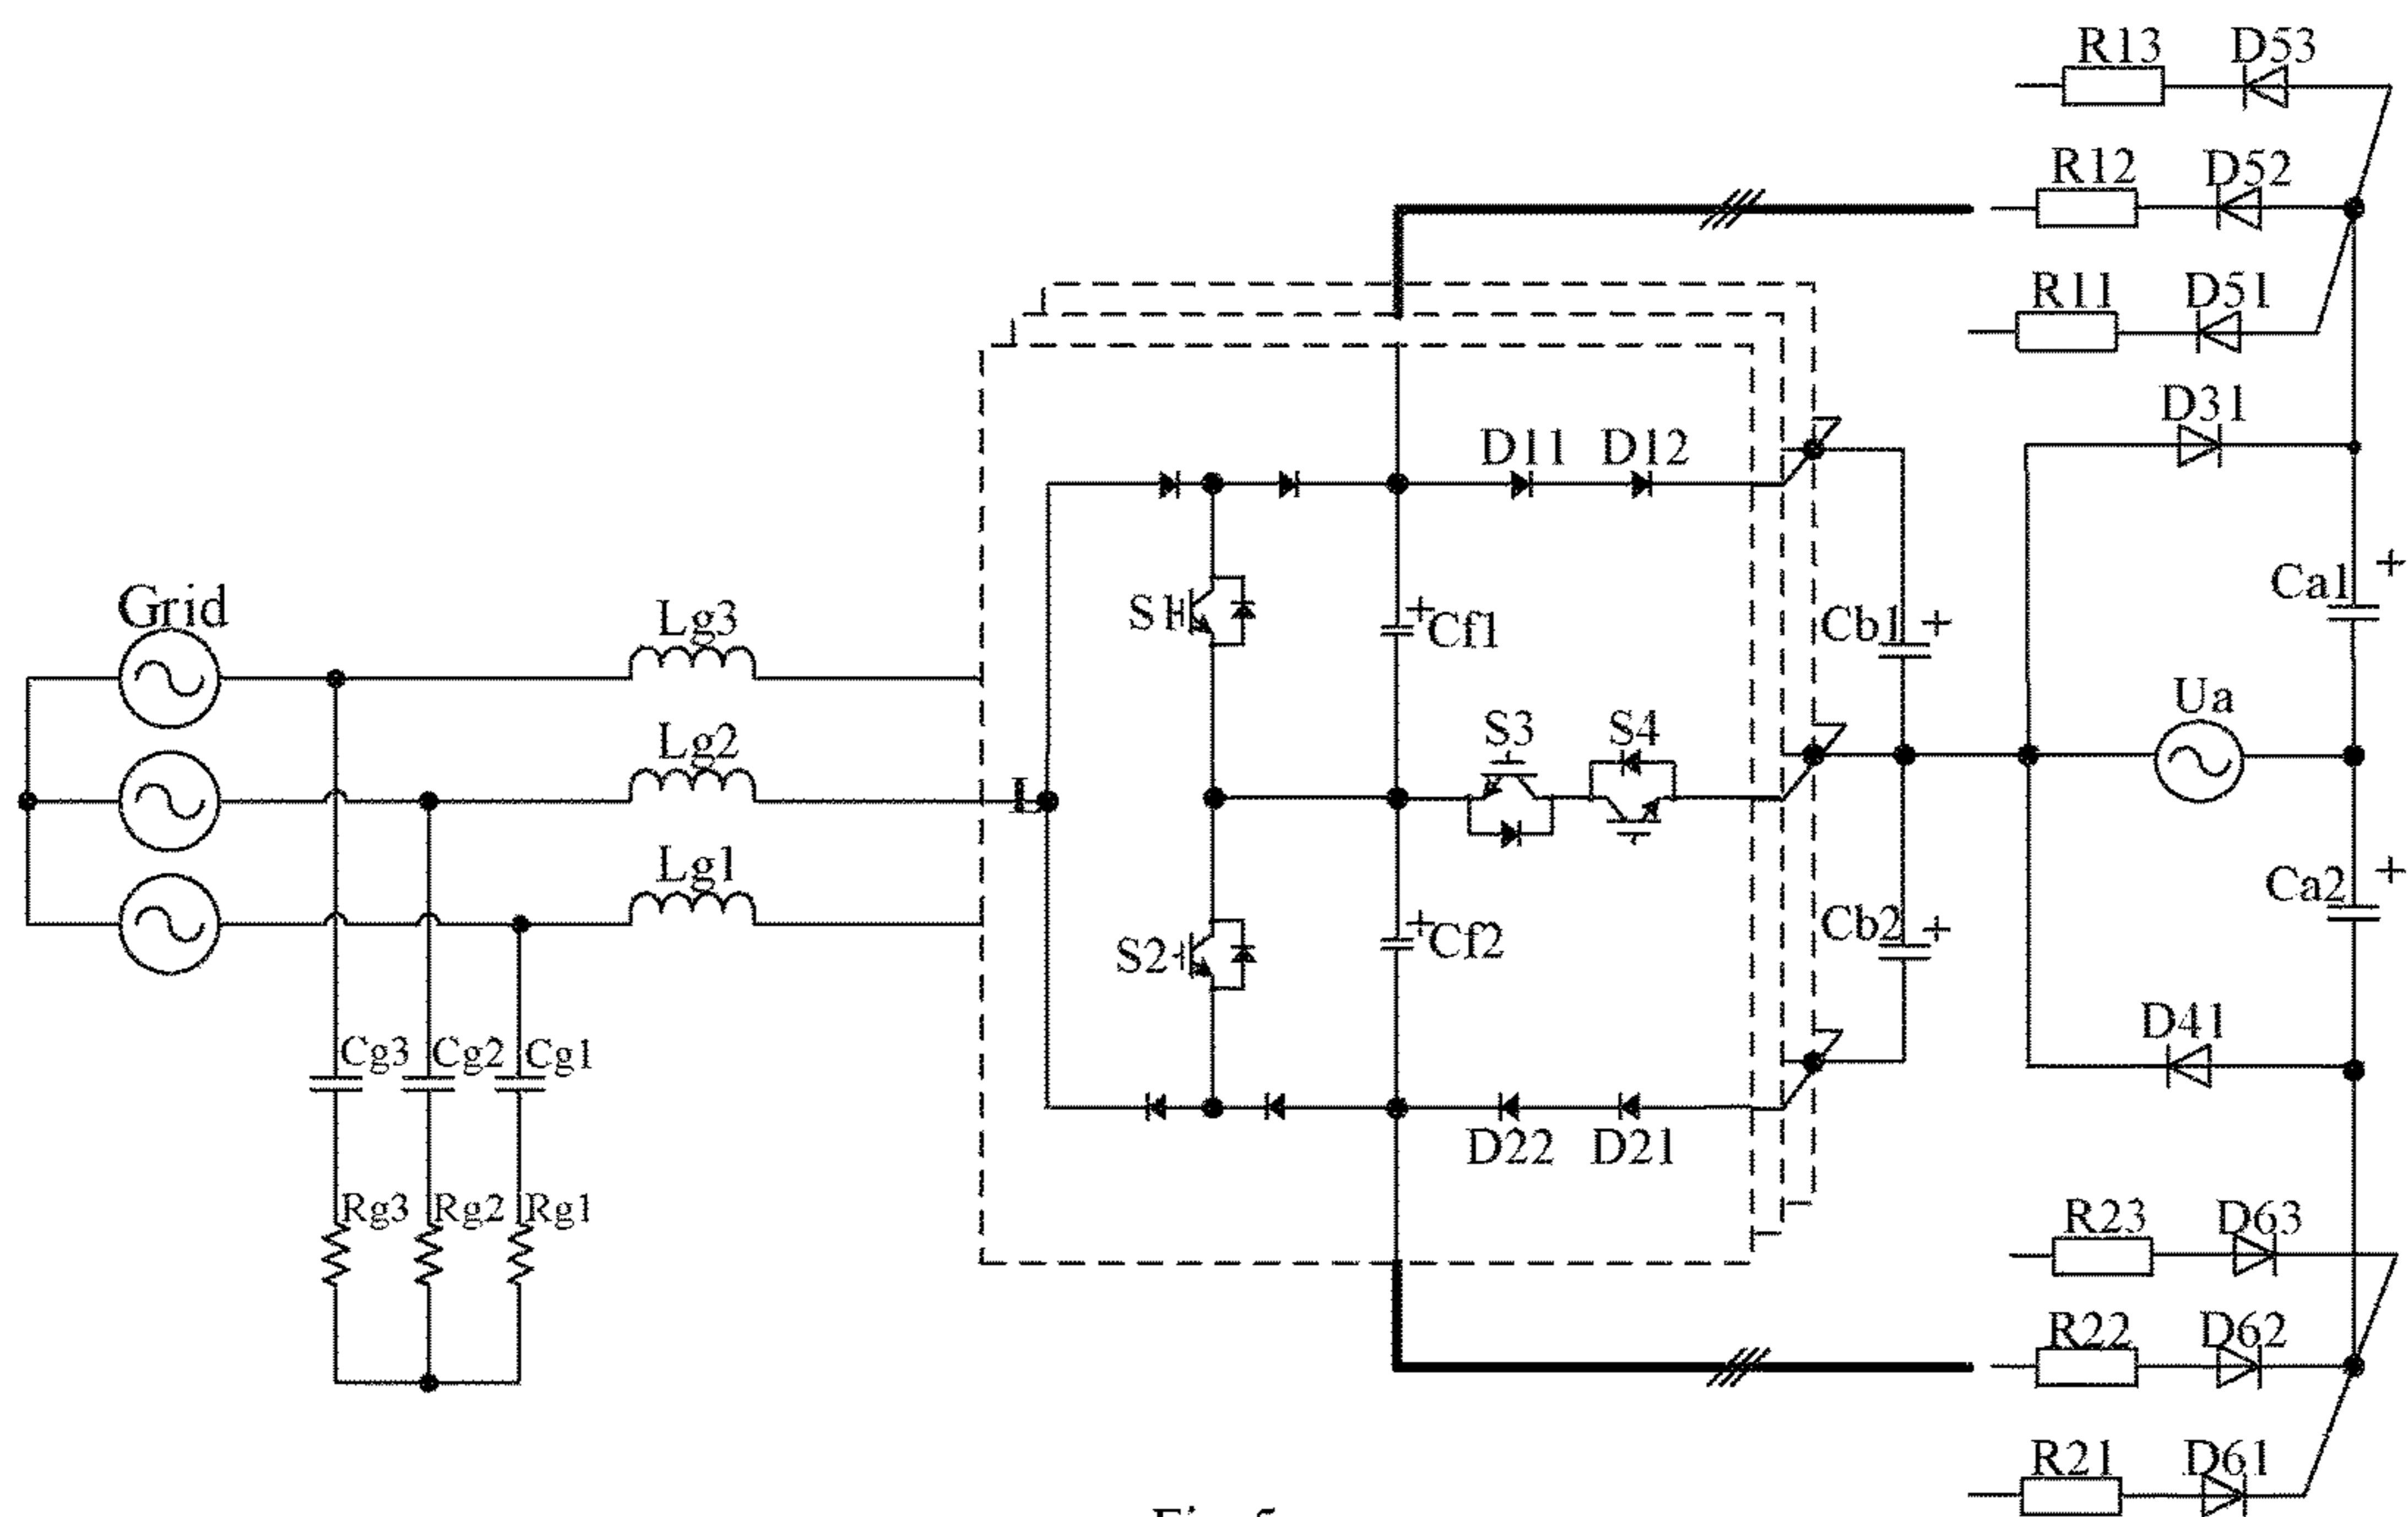 R13 D53
R12 D52
R11 D51
D31
D11 D12
Ca1 +
Grid
Lg3
S1
+ Cf1
Cb1 +
Lg2
S3 S4
Ua
L
Lg1
S2
+ Cf2
Cb2 +
Ca2 +
Cg3 Cg2 Cg1
D41
D22 D21
Rg3 Rg2 Rg1
R23 D63
R22 D62
R21 D61